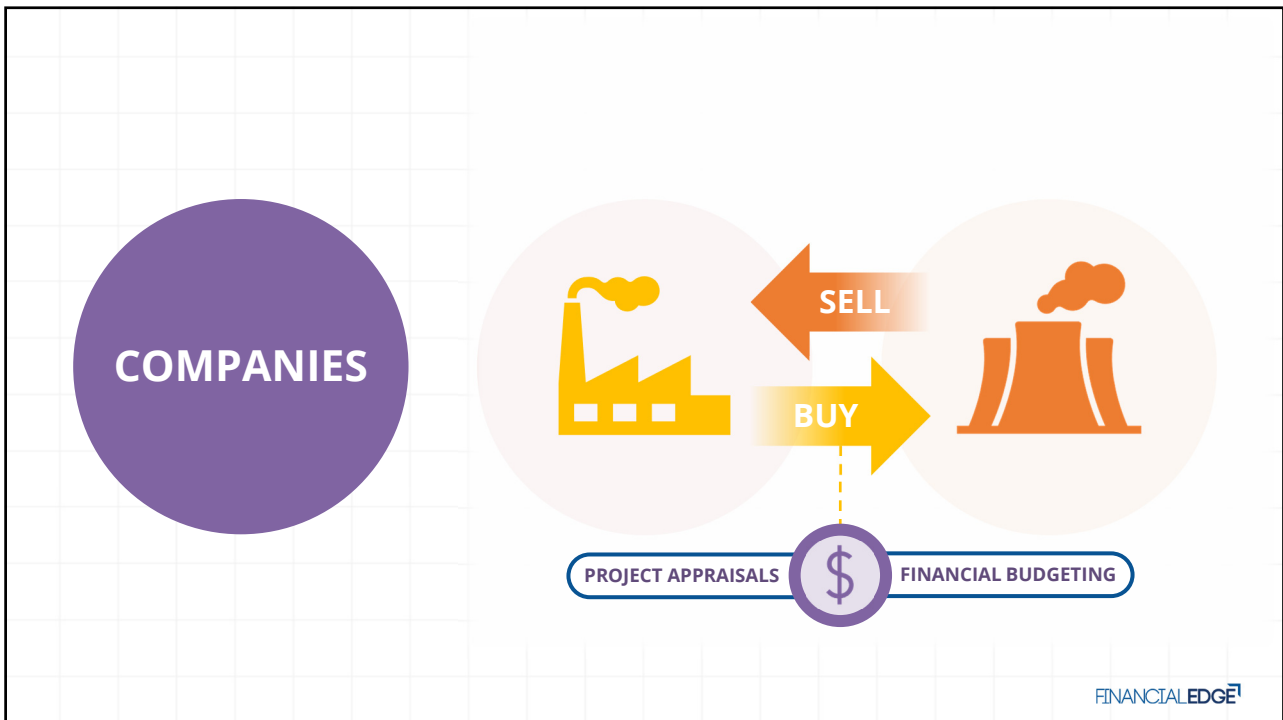 COMPANIES
SELL
BUY
$
PROJECT APPRAISALS
FINANCIAL BUDGETING
FINANCIALEDGE